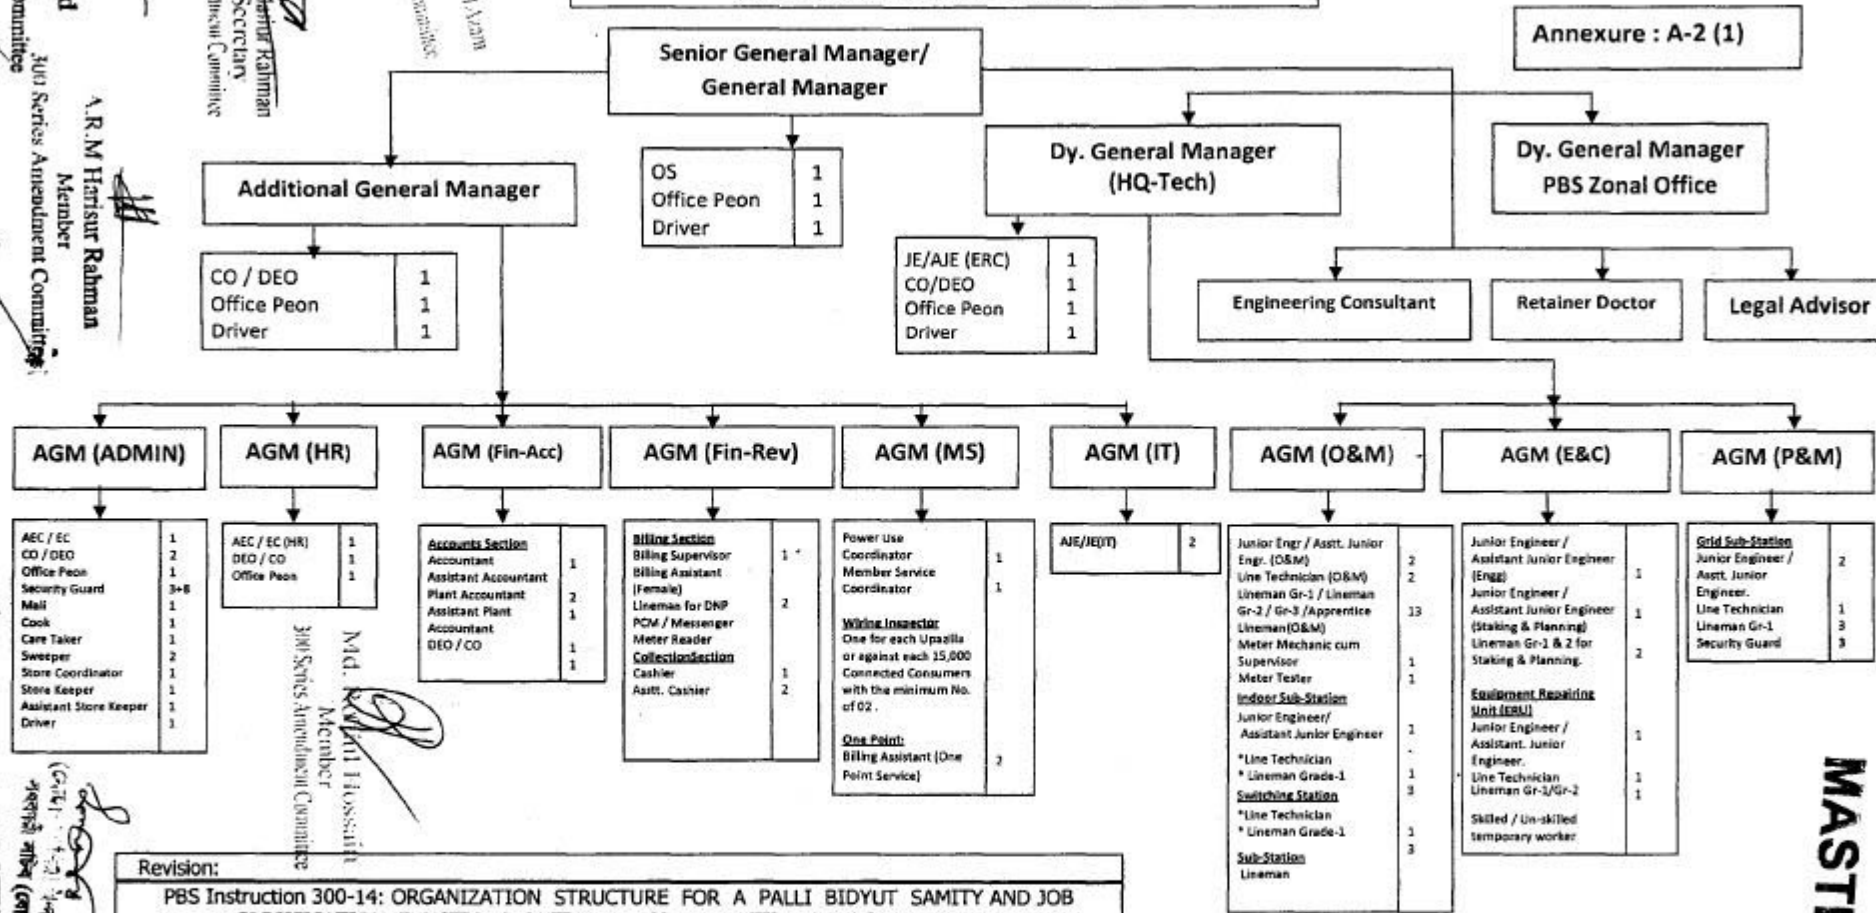 Annexure : A-2 (1)
Senior General Manager/
General Manager
OS 1
Office Peon 1
Driver 1
Additional General Manager
CO / DEO 1
Office Peon 1
Driver 1
Dy. General Manager
(HQ-Tech)
JE/AJE (ERC) 1
CO/DEO 1
Office Peon 1
Driver 1
Dy. General Manager
PBS Zonal Office
Engineering Consultant
Retainer Doctor
Legal Advisor
AGM (ADMIN)
AEC / EC 1
CO / DEO 2
Office Peon 1
Security Guard 3+8
Mali 1
Cook 1
Care Taker 1
Sweeper 2
Store Coordinator 1
Store Keeper 1
Assistant Store Keeper 1
Driver 1
AGM (HR)
AEC / EC (HR) 1
DEO / CO 1
Office Peon 1
AGM (Fin-Acc)
Accounts Section
Accountant 1
Assistant Accountant
Plant Accountant 2
Assistant Plant 1
Accountant
DEO / CO 1
1
AGM (Fin-Rev)
Billing Section
Billing Supervisor 1
Billing Assistant
(Female)
Lineman for DNP 2
PCM / Messenger
Meter Reader
CollectionSection
Cashier 1
Asstt. Cashier 2
AGM (MS)
Power Use
Coordinator 1
Member Service
Coordinator 1
Wiring Inspector
One for each Upazilla
or against each 15,000
Connected Consumers
with the minimum No.
of 02 .
One Point:
Billing Assistant (One 2
Point Service)
AGM (IT)
AJE/JE(IT) 2
AGM (O&M)
Junior Engr / Asstt. Junior
Engr. (O&M) 2
Line Technician (O&M) 2
Lineman Gr-1 / Lineman
Gr-2 / Gr-3 /Apprentice 13
Lineman(O&M)
Meter Mechanic cum
Supervisor 1
Meter Tester 1
Indoor Sub-Station
Junior Engineer/ 1
Assistant Junior Engineer
*Line Technician
* Lineman Grade-1 1
Switching Station 3
*Line Technician
* Lineman Grade-1 1
3
Sub-Station
Lineman
AGM (E&C)
Junior Engineer /
Assistant Junior Engineer
(Engg) 1
Junior Engineer /
Assistant Junior Engineer 1
(Staking & Planning)
Lineman Gr-1 & 2 for
Staking & Planning. 2
Equipment Repairing
Unit (ERU)
Junior Engineer / 1
Assistant. Junior
Engineer.
Line Technician 1
Lineman Gr-1/Gr-2 1
Skilled / Un-skilled
temporary worker
AGM (P&M)
Grid Sub-Station
Junior Engineer / 2
Asstt. Junior
Engineer.
Line Technician 1
Lineman Gr-1 3
Security Guard 3
A.R.M Harisur Rahman
Member
300 Series Amendment Committee
Rahman
Secretary
Committee
Azam
Md. Hossain
Member
300 Series Amendment Committee
Revision:
PBS Instruction 300-14: ORGANIZATION STRUCTURE FOR A PALLI BIDYUT SAMITY AND JOB